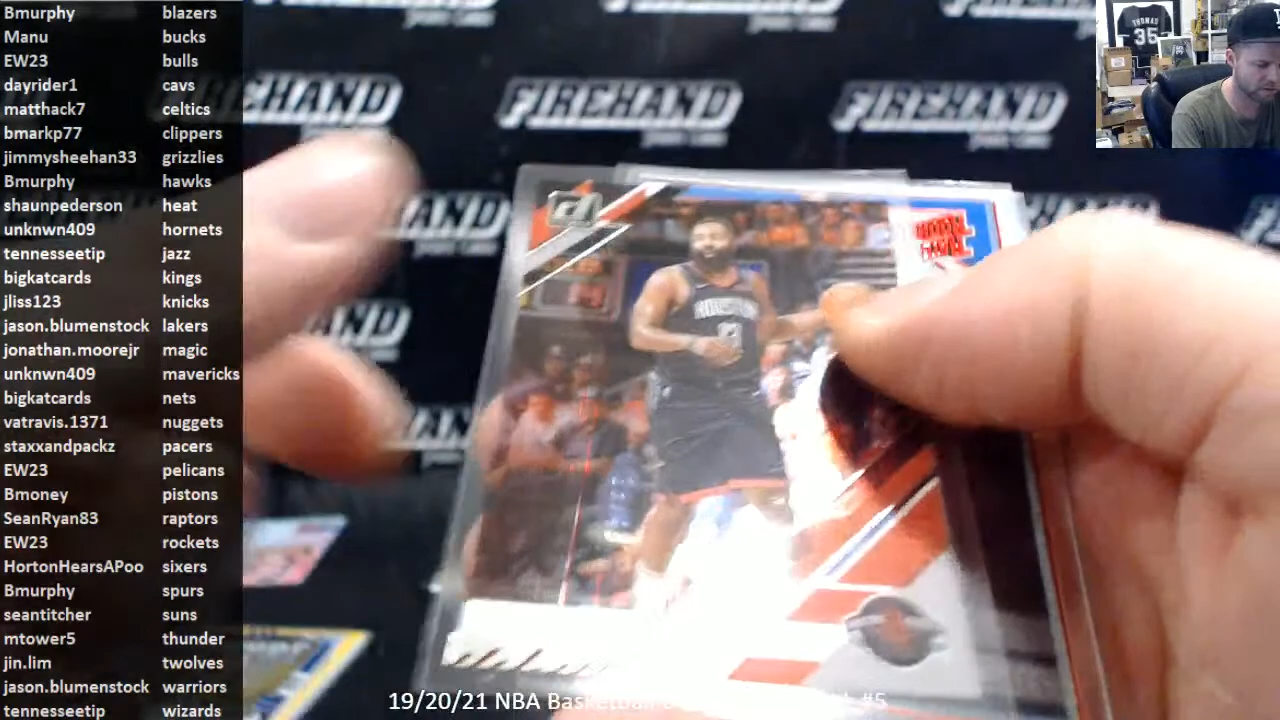 Bmurphy blazers
Manu bucks
EW23 bulls
dayrider1 cavs
matthack7 celtics
bmarkp77 clippers
jimmysheehan33 grizzlies
Bmurphy hawks
shaunpederson heat
unknwn409 hornets
tennesseetip jazz
bigkatcards kings
jliss123 knicks
jason.blumenstock lakers
jonathan.moorejr magic
unknwn409 mavericks
bigkatcards nets
vatravis.1371 nuggets
staxxandpackz pacers
EW23 pelicans
Bmoney pistons
SeanRyan83 raptors
EW23 rockets
HortonHearsAPoo sixers
Bmurphy spurs
seantitcher suns
mtower5 thunder
jin.lim twolves
jason.blumenstock warriors
tennesseetip wizards
FIREHAND
FIREHAND
THOMAS
35
19/20/21 NBA #5